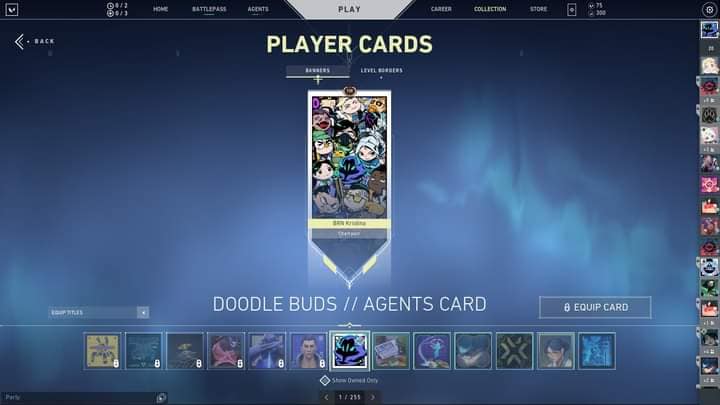 0 / 2
0 / 3
HOME
BATTLEPASS
AGENTS
PLAY
CAREER
COLLECTION
STORE
75
300
BACK
PLAYER CARDS
BANNERS
LEVEL BORDERS
BRN Kristina
DOODLE BUDS // AGENTS CARD
EQUIP TITLES
EQUIP CARD
Show Owned Only
Party
1 / 255
20